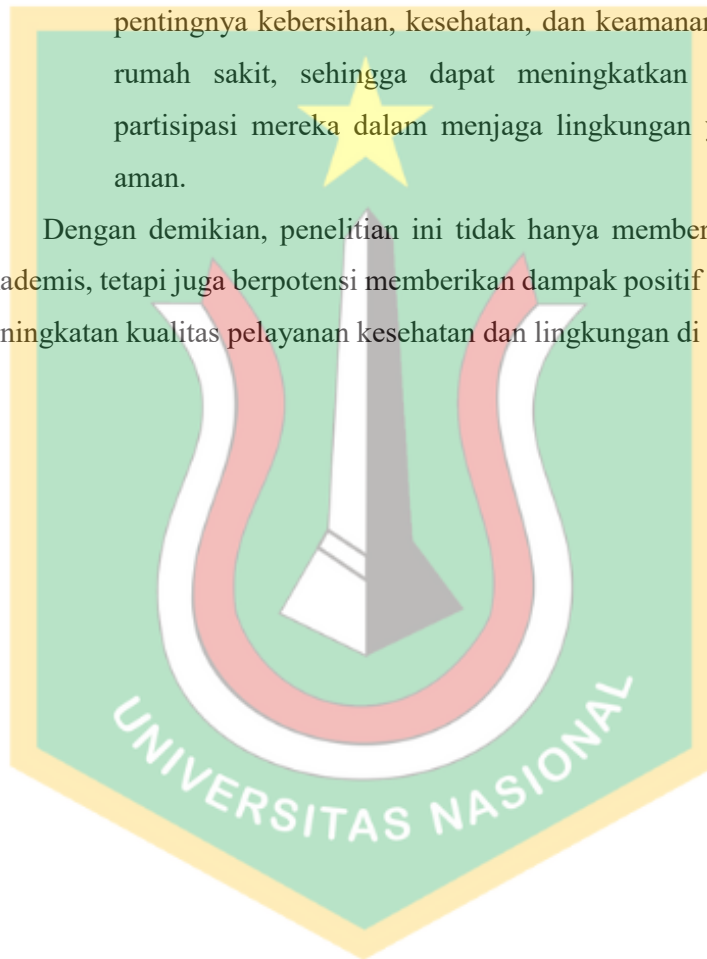 pentingnya kebersihan, kesehatan, dan keamanan
rumah sakit, sehingga dapat meningkatkan
partisipasi mereka dalam menjaga lingkungan
aman.
Dengan demikian, penelitian ini tidak hanya member
ademis, tetapi juga berpotensi memberikan dampak positif
ningkatan kualitas pelayanan kesehatan dan lingkungan di
UNIVERSITAS NASIONAL